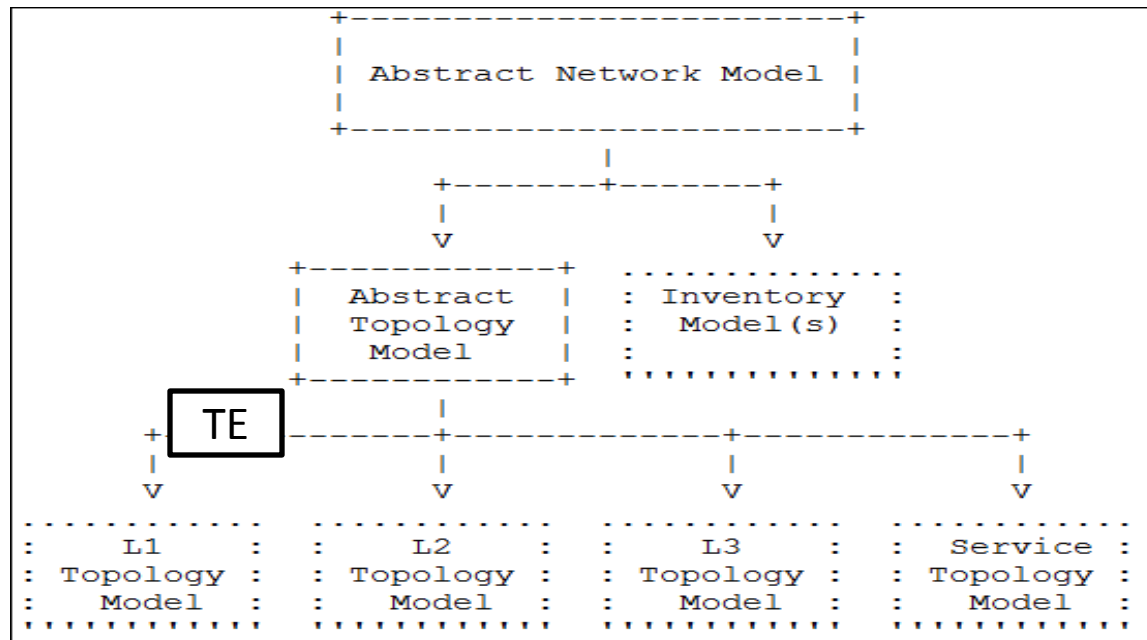 Abstract Network Model
Abstract
Topology
Model
Inventory
Model(s)
TE
L1
Topology
Model
L2
Topology
Model
L3
Topology
Model
Service
Topology
Model